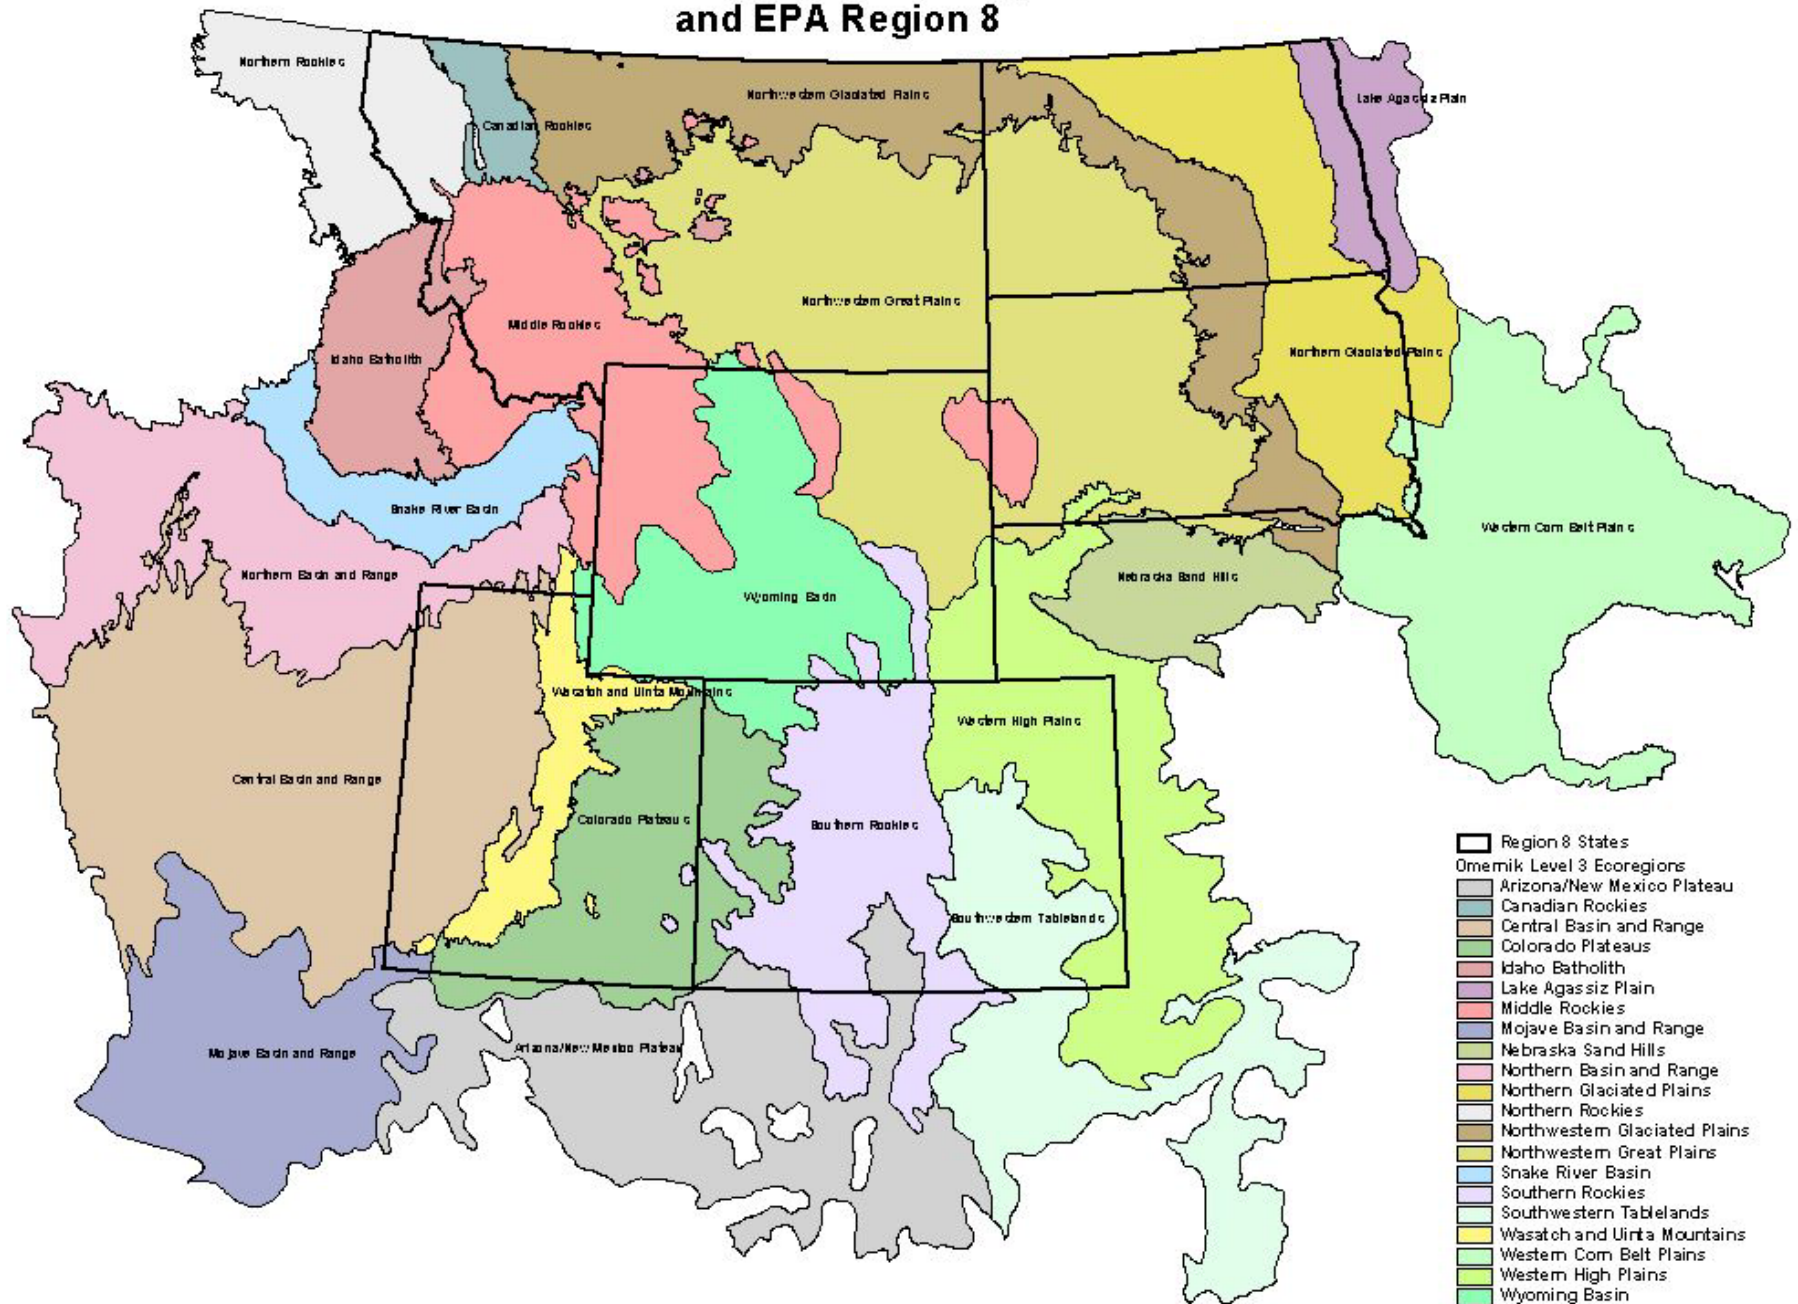 and EPA Region 8
Northern Rockies
Northwestern Glaciated Plains
Lake Agassiz Plain
Canadian Rockies
Northwestern Great Plains
Middle Rockies
Idaho Batholith
Northern Glaciated Plains
Snake River Basin
Western Corn Belt Plains
Northern Basin and Range
Nebraska Sand Hills
Wyoming Basin
Wasatch and Uinta Mountains
Western High Plains
Central Basin and Range
Colorado Plateaus
Southern Rockies
Southwestern Tablelands
Mojave Basin and Range
Arizona/New Mexico Plateau
Region 8 States
Omernik Level 3 Ecoregions
Arizona/New Mexico Plateau
Canadian Rockies
Central Basin and Range
Colorado Plateaus
Idaho Batholith
Lake Agassiz Plain
Middle Rockies
Mojave Basin and Range
Nebraska Sand Hills
Northern Basin and Range
Northern Glaciated Plains
Northern Rockies
Northwestern Glaciated Plains
Northwestern Great Plains
Snake River Basin
Southern Rockies
Southwestern Tablelands
Wasatch and Uinta Mountains
Western Corn Belt Plains
Western High Plains
Wyoming Basin